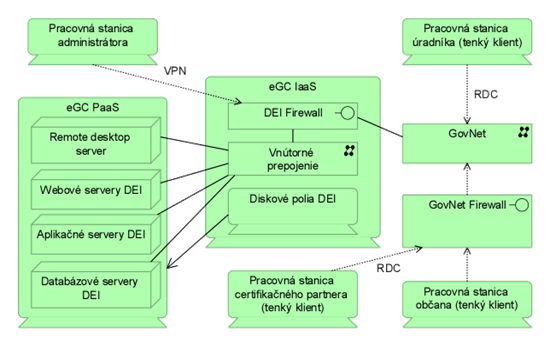 Pracovná stanica
administrátora
Pracovná stanica
úradníka (tenký klient)
VPN
eGC IaaS
RDC
eGC PaaS
DEI Firewall
Remote desktop
server
GovNet
Vnútorné
prepojenie
Webové servery DEI
Diskové polia DEI
GovNet Firewall
Aplikačné servery DEI
Databázové servery
DEI
RDC
Pracovná stanica
certifikačného partnera
(tenký klient)
Pracovná stanica
občana (tenký klient)